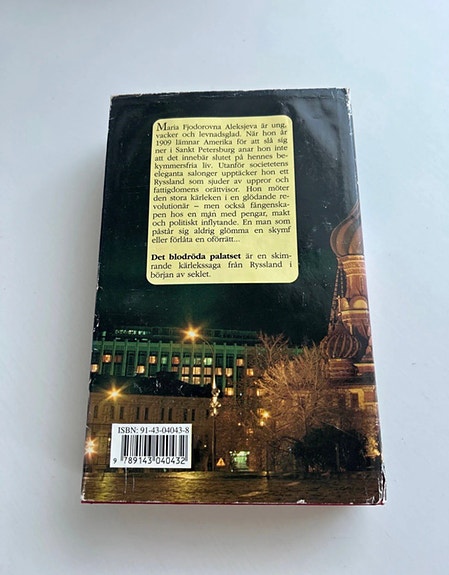 Maria Fjodorovna Aleksjeva är ung,
vacker och levnadsglad. När hon år
1909 lämnar Amerika för att slå sig
ner i Sankt Petersburg anar hon inte
att det innebär slutet på hennes be-
kymmersfria liv. Utanför societetens
eleganta salonger upptäcker hon ett
Ryssland som sjuder av uppror och
fattigdomens orättvisor. Hon möter
den stora kärleken i en glödande re-
volutionär – men också fångenska-
pen hos en man med pengar, makt
och politiskt inflytande. En man som
påstår sig aldrig glömma en skymf
eller förlåta en oförrätt...
Det blodröda palatset är en skim-
rande kärlekssaga från Ryssland i
början av seklet.
ISBN: 91-43-04043-8
9 789143 040432